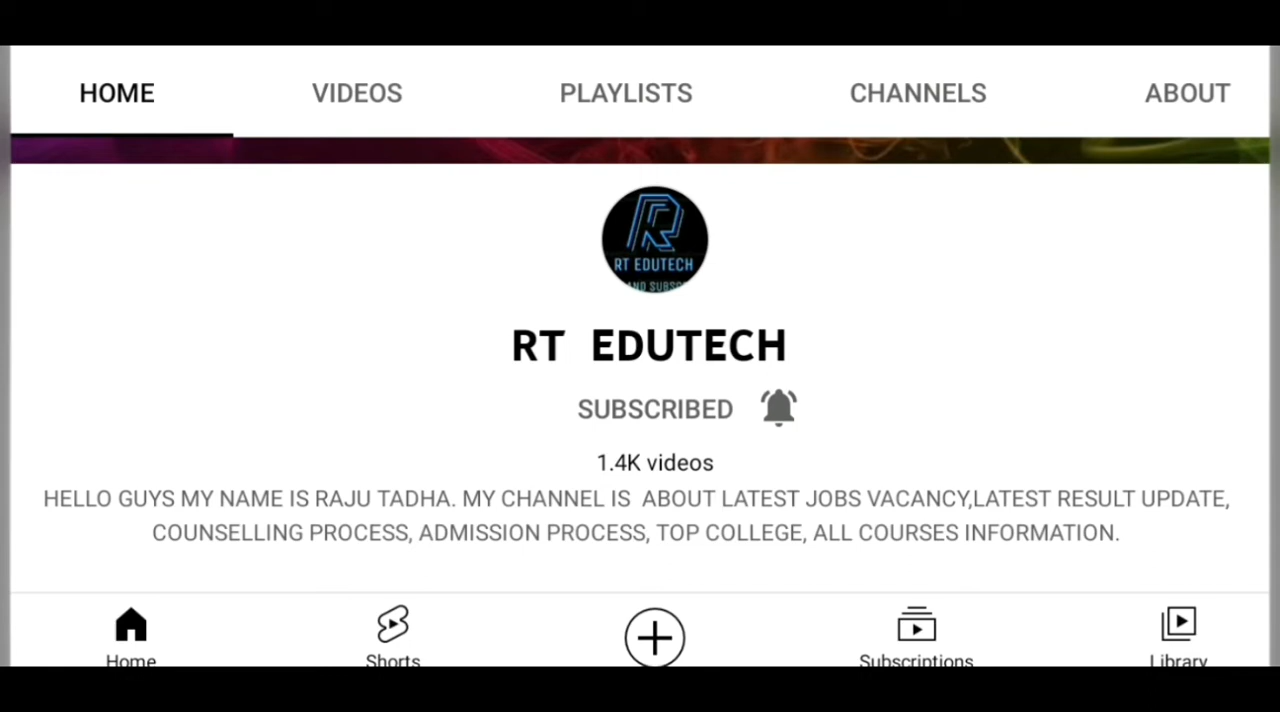 HOME VIDEOS PLAYLISTS CHANNELS ABOUT
RT EDUTECH
AND SUBSC
RT EDUTECH
SUBSCRIBED
1.4K videos
HELLO GUYS MY NAME IS RAJU TADHA. MY CHANNEL IS ABOUT LATEST JOBS VACANCY,LATEST RESULT UPDATE,
COUNSELLING PROCESS, ADMISSION PROCESS, TOP COLLEGE, ALL COURSES INFORMATION.
Home Shorts Subscriptions Library